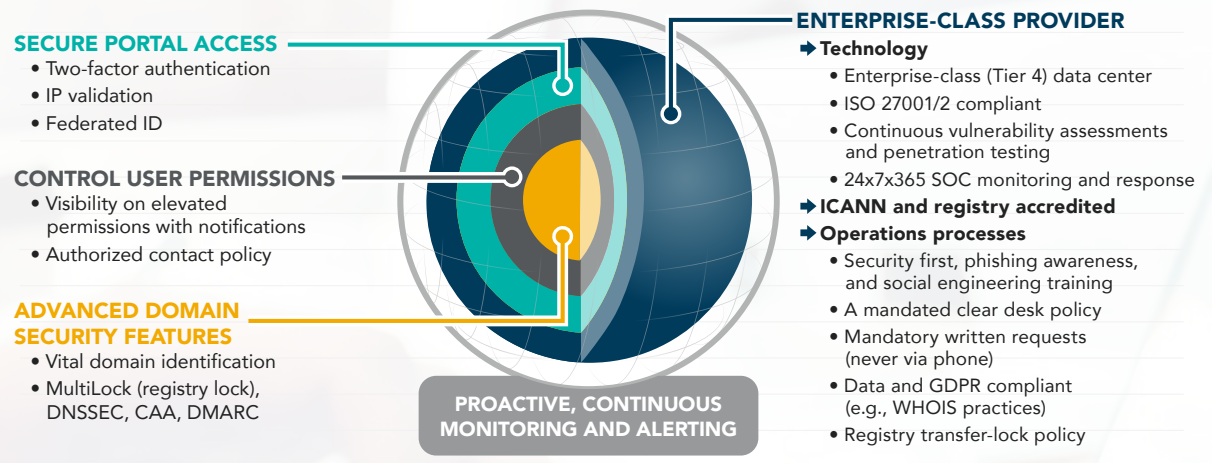 SECURE PORTAL ACCESS
• Two-factor authentication
• IP validation
• Federated ID
CONTROL USER PERMISSIONS
• Visibility on elevated
permissions with notifications
• Authorized contact policy
ADVANCED DOMAIN
SECURITY FEATURES
• Vital domain identification
• MultiLock (registry lock),
DNSSEC, CAA, DMARC
PROACTIVE, CONTINUOUS
MONITORING AND ALERTING
ENTERPRISE-CLASS PROVIDER
Technology
• Enterprise-class (Tier 4) data center
• ISO 27001/2 compliant
• Continuous vulnerability assessments
and penetration testing
• 24x7x365 SOC monitoring and response
ICANN and registry accredited
Operations processes
• Security first, phishing awareness,
and social engineering training
• A mandated clear desk policy
• Mandatory written requests
(never via phone)
• Data and GDPR compliant
(e.g., WHOIS practices)
• Registry transfer-lock policy